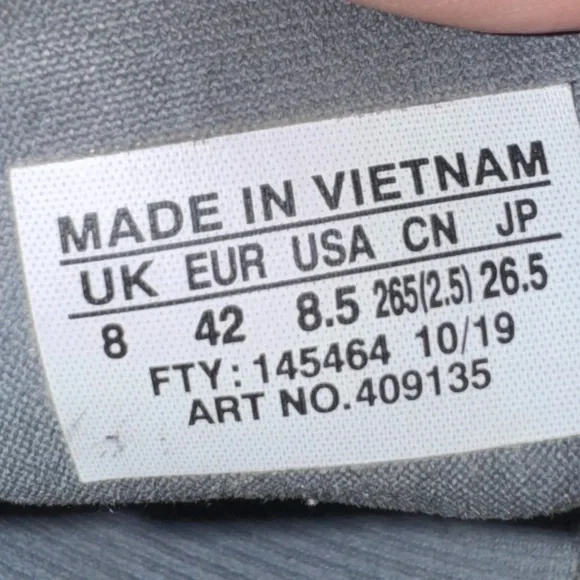 MADE IN VIETNAM
UK EUR USA CN JP
8 42 8.5 265(2.5) 26.5
FTY: 145464 10/19
ART NO.409135